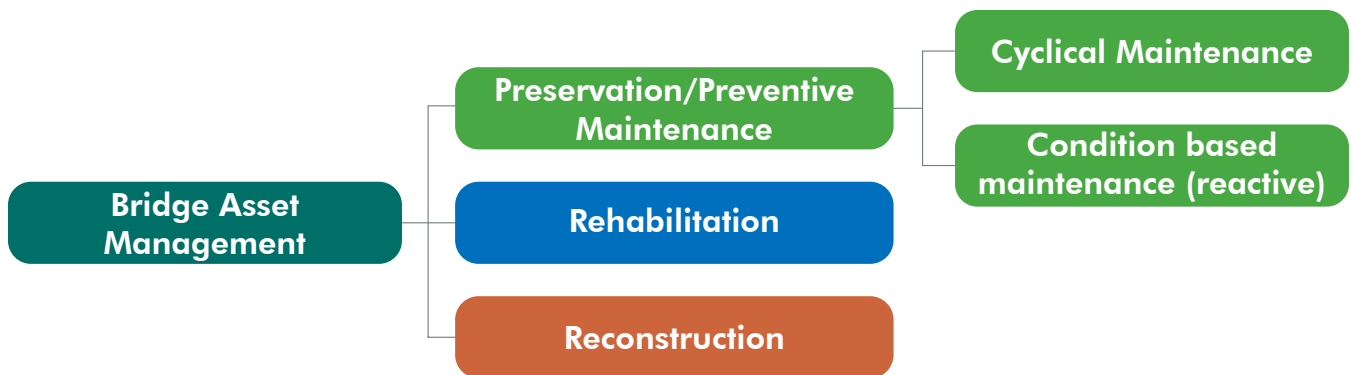 Bridge Asset
Management
Preservation/Preventive
Maintenance
Rehabilitation
Reconstruction
Cyclical Maintenance
Condition based
maintenance (reactive)